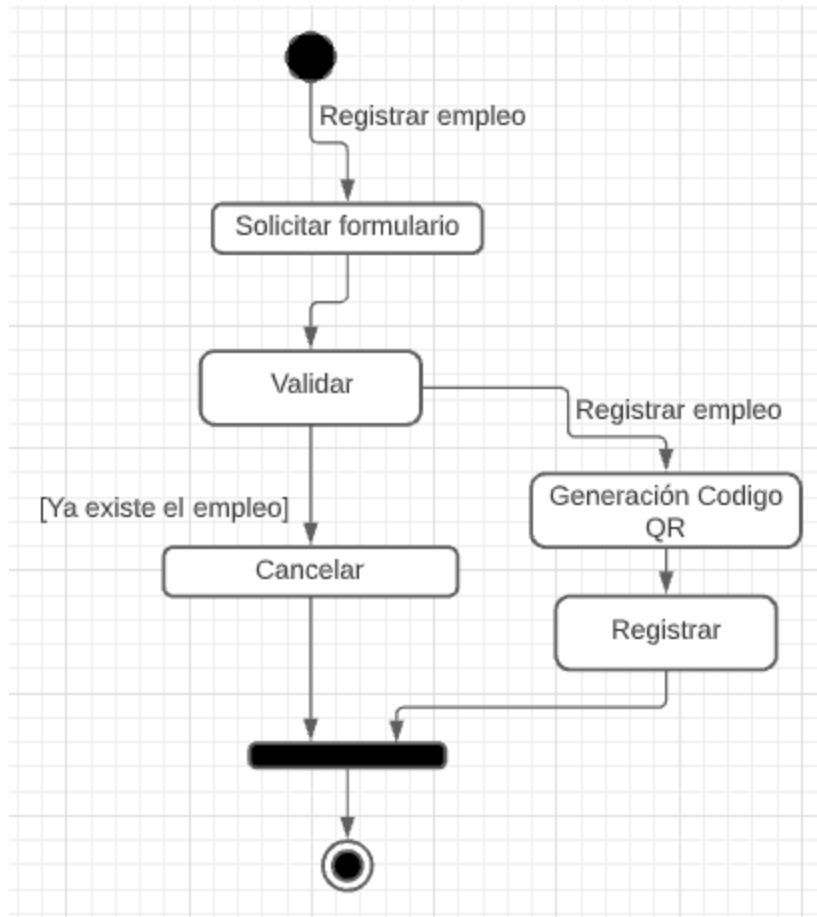 Registrar empleo
Solicitar formulario
Validar
Registrar empleo
Generación Codigo
QR
[Ya existe el empleo]
Cancelar
Registrar